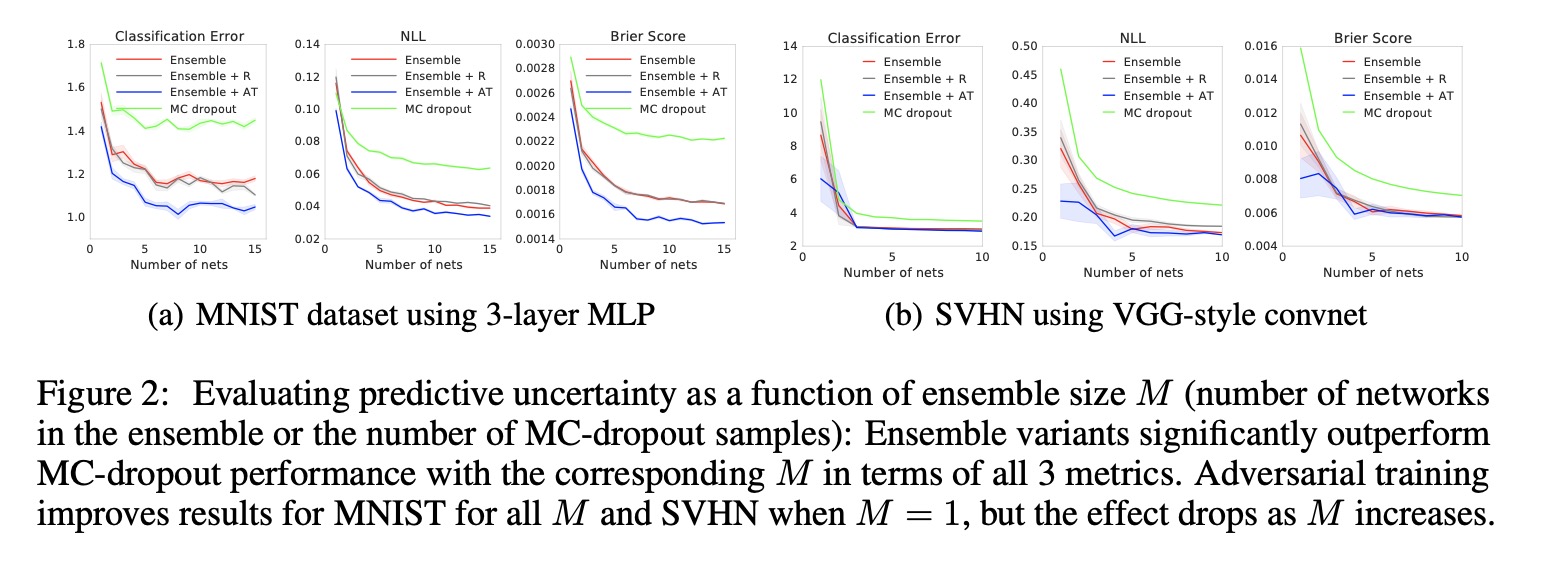 Classification Error
1.8
1.6
1.4
1.2
1.0
0 5 10 15
Number of nets
Ensemble
Ensemble + R
Ensemble + AT
MC dropout
NLL
0.14
0.12
0.10
0.08
0.06
0.04
0.02
0 5 10 15
Number of nets
Ensemble
Ensemble + R
Ensemble + AT
MC dropout
Brier Score
0.0030
0.0028
0.0026
0.0024
0.0022
0.0020
0.0018
0.0016
0.0014
0 5 10 15
Number of nets
Ensemble
Ensemble + R
Ensemble + AT
MC dropout
(a) MNIST dataset using 3-layer MLP
Classification Error
14
12
10
8
6
4
2
0 5 10
Number of nets
Ensemble
Ensemble + R
Ensemble + AT
MC dropout
NLL
0.50
0.45
0.40
0.35
0.30
0.25
0.20
0.15
0 5 10
Number of nets
Ensemble
Ensemble + R
Ensemble + AT
MC dropout
Brier Score
0.016
0.014
0.012
0.010
0.008
0.006
0.004
0 5 10
Number of nets
Ensemble
Ensemble + R
Ensemble + AT
MC dropout
(b) SVHN using VGG-style convnet
Figure 2: Evaluating predictive uncertainty as a function of ensemble size M (number of networks
in the ensemble or the number of MC-dropout samples): Ensemble variants significantly outperform
MC-dropout performance with the corresponding M in terms of all 3 metrics. Adversarial training
improves results for MNIST for all M and SVHN when M = 1, but the effect drops as M increases.